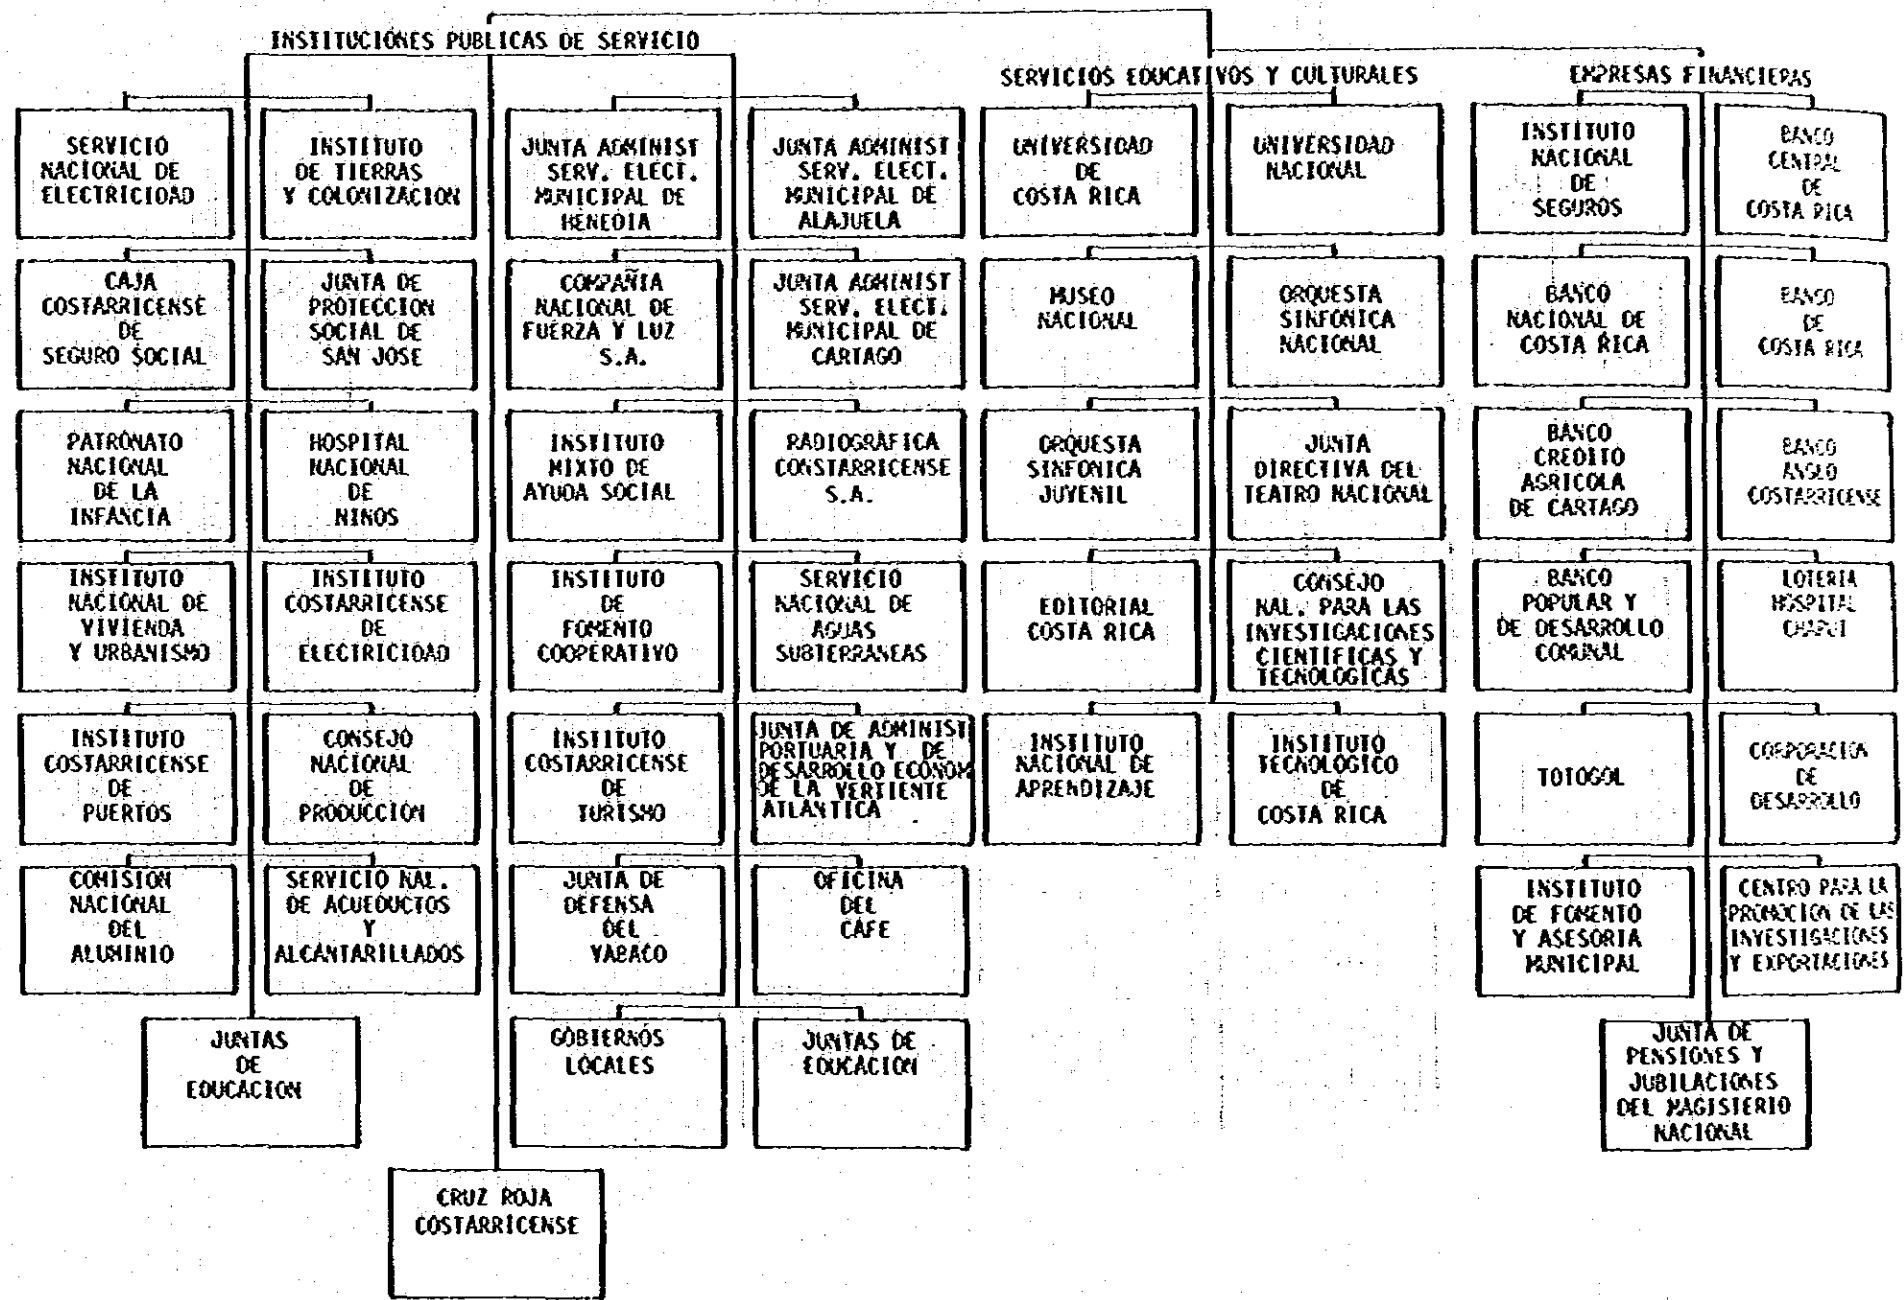 INSTITUCIONES PUBLICAS DE SERVICIO
SERVICIOS EDUCATIVOS Y CULTURALES
EMPRESAS FINANCIERAS
SERVICIO
NACIONAL DE
ELECTRICIDAD
INSTITUTO
DE TIERRAS
Y COLONIZACION
JUNTA ADMINIST
SERV. ELECT.
MUNICIPAL DE
HEREDIA
JUNTA ADMINIST
SERV. ELECT.
MUNICIPAL DE
ALAJUELA
UNIVERSIDAD
DE
COSTA RICA
UNIVERSIDAD
NACIONAL
INSTITUTO
NACIONAL
DE
SEGUROS
BANCO
CENTRAL
DE
COSTA RICA
CAJA
COSTARRICENSE
DE
SEGURO SOCIAL
JUNTA DE
PROTECCION
SOCIAL DE
SAN JOSE
COMPAÑIA
NACIONAL DE
FUERZA Y LUZ
S.A.
JUNTA ADMINIST
SERV. ELECT.
MUNICIPAL DE
CARTAGO
MUSEO
NACIONAL
ORQUESTA
SINFONICA
NACIONAL
BANCO
NACIONAL DE
COSTA RICA
BANCO
DE
COSTA RICA
PATRONATO
NACIONAL
DE LA
INFANCIA
HOSPITAL
NACIONAL
DE
NINOS
INSTITUTO
MIXTO DE
AYUDA SOCIAL
RADIOGRAFICA
CONSTARRICENSE
S.A.
ORQUESTA
SINFONICA
JUVENIL
JUNTA
DIRECTIVA DEL
TEATRO NACIONAL
BANCO
CREDITO
AGRICOLA
DE CARTAGO
BANCO
ANGLO
COSTARRICENSE
INSTITUTO
NACIONAL DE
VIVIENDA
Y URBANISMO
INSTITUTO
COSTARRICENSE
DE
ELECTRICIDAD
INSTITUTO
DE
FOMENTO
COOPERATIVO
SERVICIO
NACIONAL DE
AGUAS
SUBTERRANEAS
EDITORIAL
COSTA RICA
CONSEJO
NAL. PARA LAS
INVESTIGACIONES
CIENTIFICAS Y
TECNOLOGICAS
BANCO
POPULAR Y
DE DESARROLLO
COMUNAL
LOTERIA
HOSPITAL
CHAPUI
INSTITUTO
COSTARRICENSE
DE
PUERTOS
CONSEJO
NACIONAL
DE
PRODUCCION
INSTITUTO
COSTARRICENSE
DE
TURISMO
JUNTA DE ADMINIST
PORTUARIA Y DE
DESARROLLO ECONOM
DE LA VERTIENTE
ATLANTICA
INSTITUTO
NACIONAL DE
APRENDIZAJE
INSTITUTO
TECNOLOGICO
DE
COSTA RICA
TOTOGOL
CORPORACION
DE
DESARROLLO
COMISION
NACIONAL
DEL
ALUMINIO
SERVICIO NAL.
DE ACUEDUCTOS
Y
ALCANTARILLADOS
JUNTA DE
DEFENSA
DEL
YABACO
OFICINA
DEL
CAFE
INSTITUTO
DE FOMENTO
Y ASESORIA
MUNICIPAL
CENTRO PARA LA
PROMOCION DE LAS
INVESTIGACIONES
Y EXPORTACIONES
JUNTAS
DE
EDUCACION
GOBIERNOS
LOCALES
JUNTAS DE
EDUCACION
JUNTA DE
PENSIONES Y
JUBILACIONES
DEL MAGISTERIO
NACIONAL
CRUZ ROJA
COSTARRICENSE